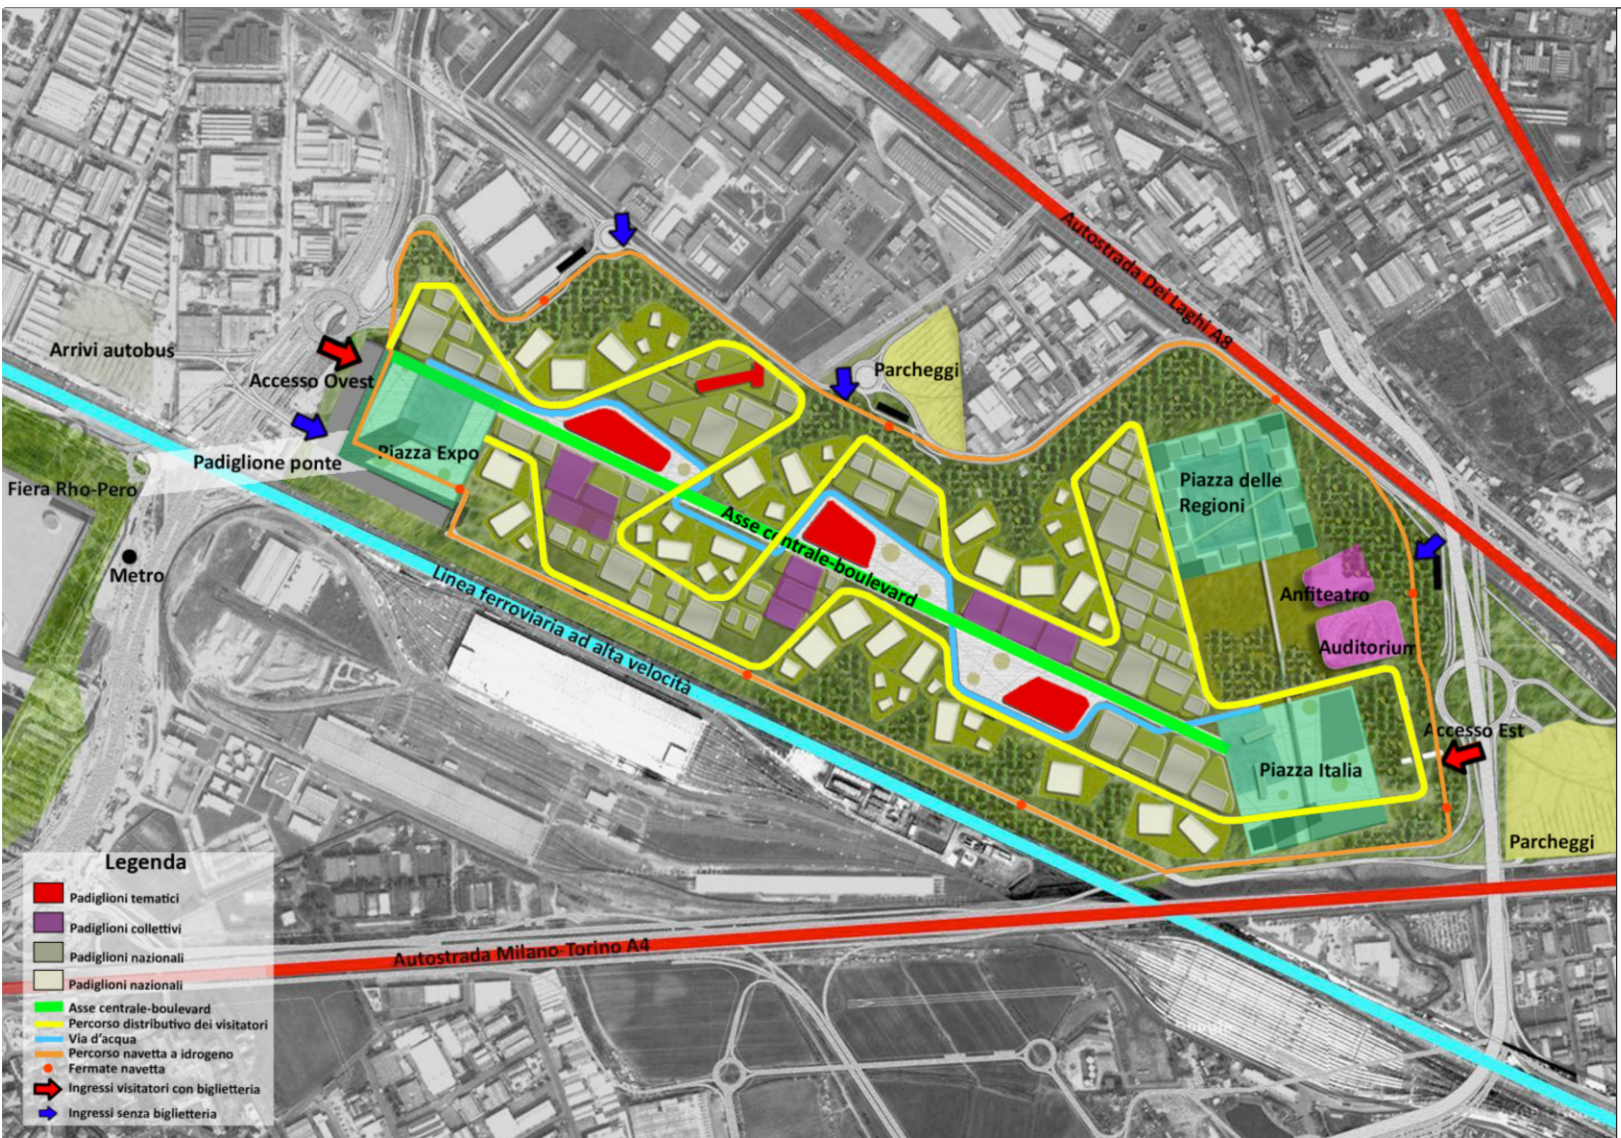 Autostrada Dei Laghi A8
Arrivi autobus
Accesso Ovest
Parcheggi
Padiglione ponte
Piazza Expo
Fiera Rho-Pero
Metro
Asse centrale-boulevard
Linea ferroviaria ad alta velocità
Piazza delle
Regioni
Anfiteatro
Auditorium
Accesso Est
Piazza Italia
Parcheggi
Autostrada Milano-Torino A4
Legenda
Padiglioni tematici
Padiglioni collettivi
Padiglioni nazionali
Padiglioni nazionali
Asse centrale-boulevard
Percorso distributivo dei visitatori
Via d'acqua
Percorso navetta a idrogeno
Fermate navetta
Ingressi visitatori con biglietteria
Ingressi senza biglietteria